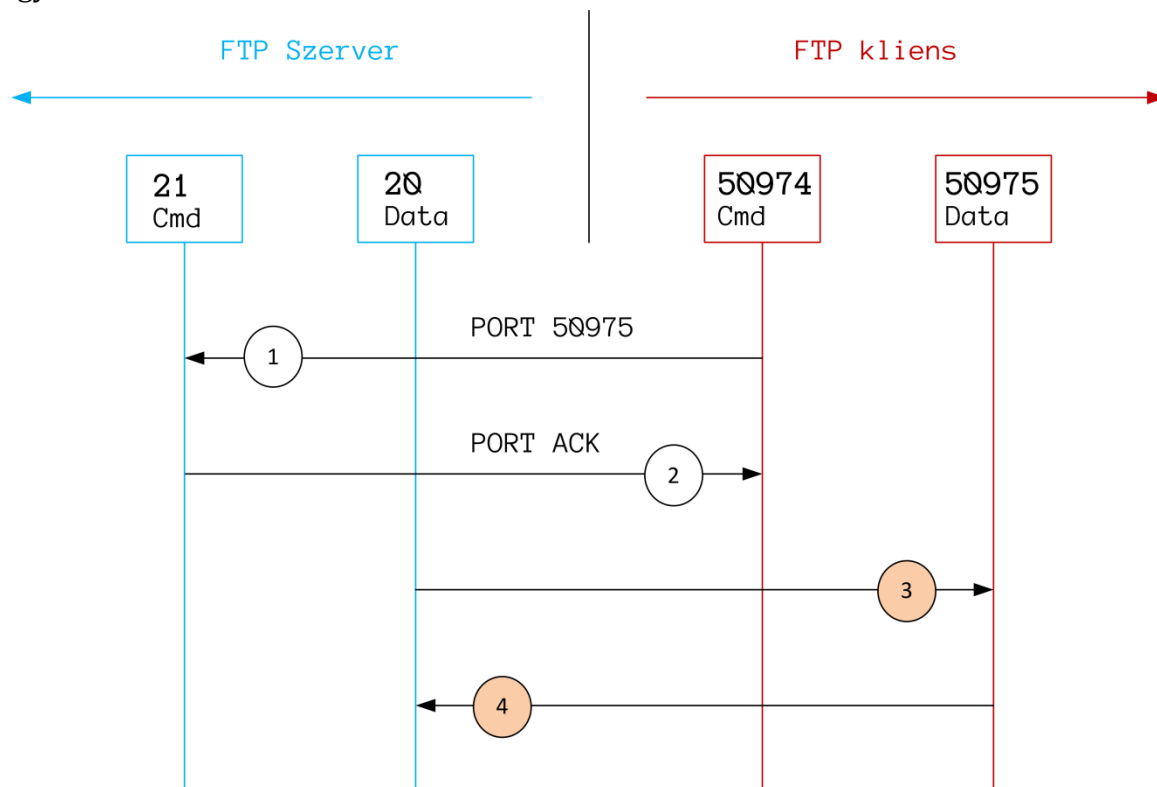 FTP Szerver
FTP kliens
21
Cmd
20
Data
50974
Cmd
50975
Data
PORT 50975
1
PORT ACK
2
3
4